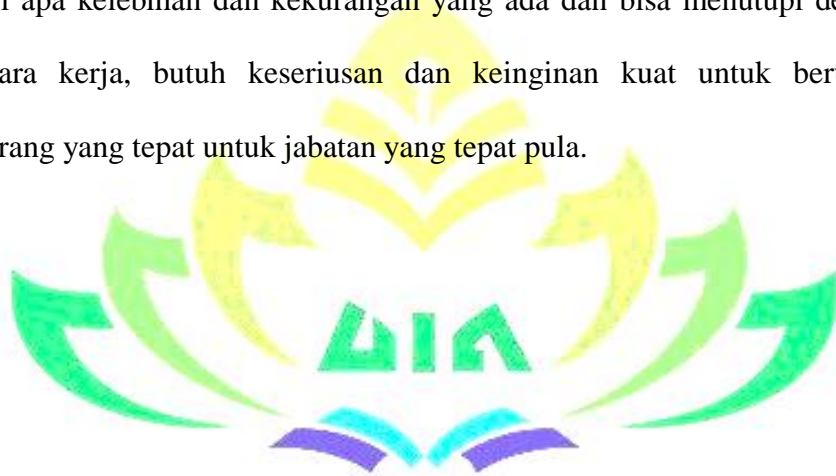 apa kelebihan dan kekurangan yang ada dan bisa menutupi
kerja, butuh keseriusan dan keinginan kuat untuk
yang tepat untuk jabatan yang tepat pula.
UIN